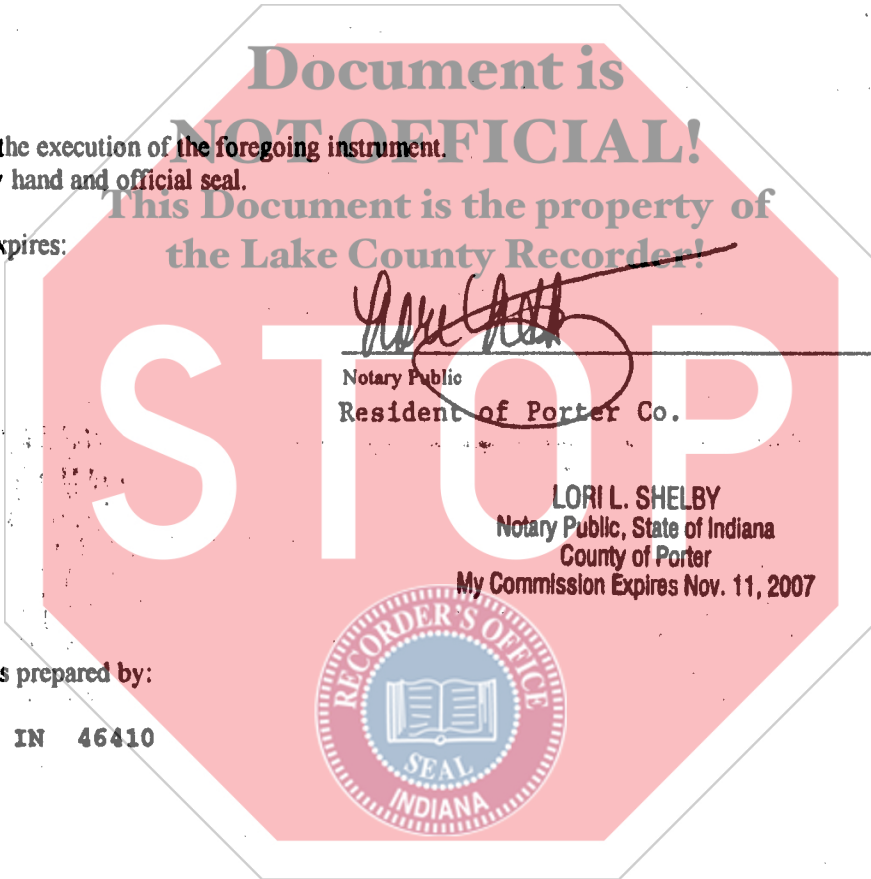 Document is
NOT OFFICIAL!
This Document is the property of
the Lake County Recorder!
the execution of the foregoing instrument.
hand and official seal.
xpires:
Notary Public
Resident of Porter Co.
STOP
LORI L. SHELBY
Notary Public, State of Indiana
County of Porter
My Commission Expires Nov. 11, 2007
RECORDER'S OFFICE
SEAL
INDIANA
s prepared by:
IN 46410